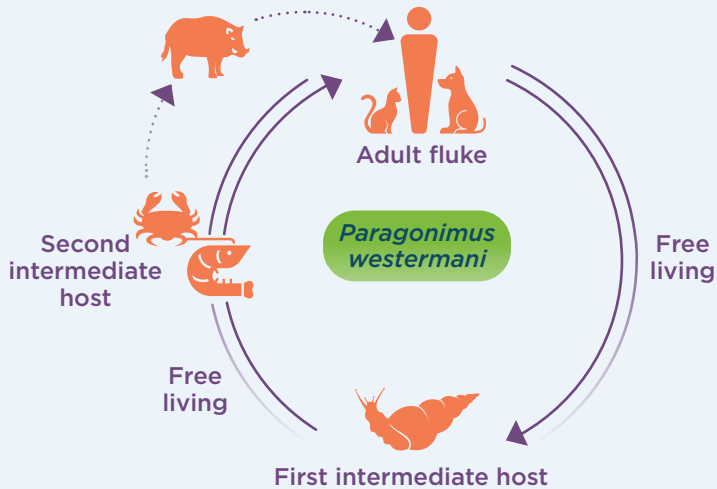 Adult fluke
Paragonimus
westermani
Second
intermediate
host
Free
living
Free
living
First intermediate host